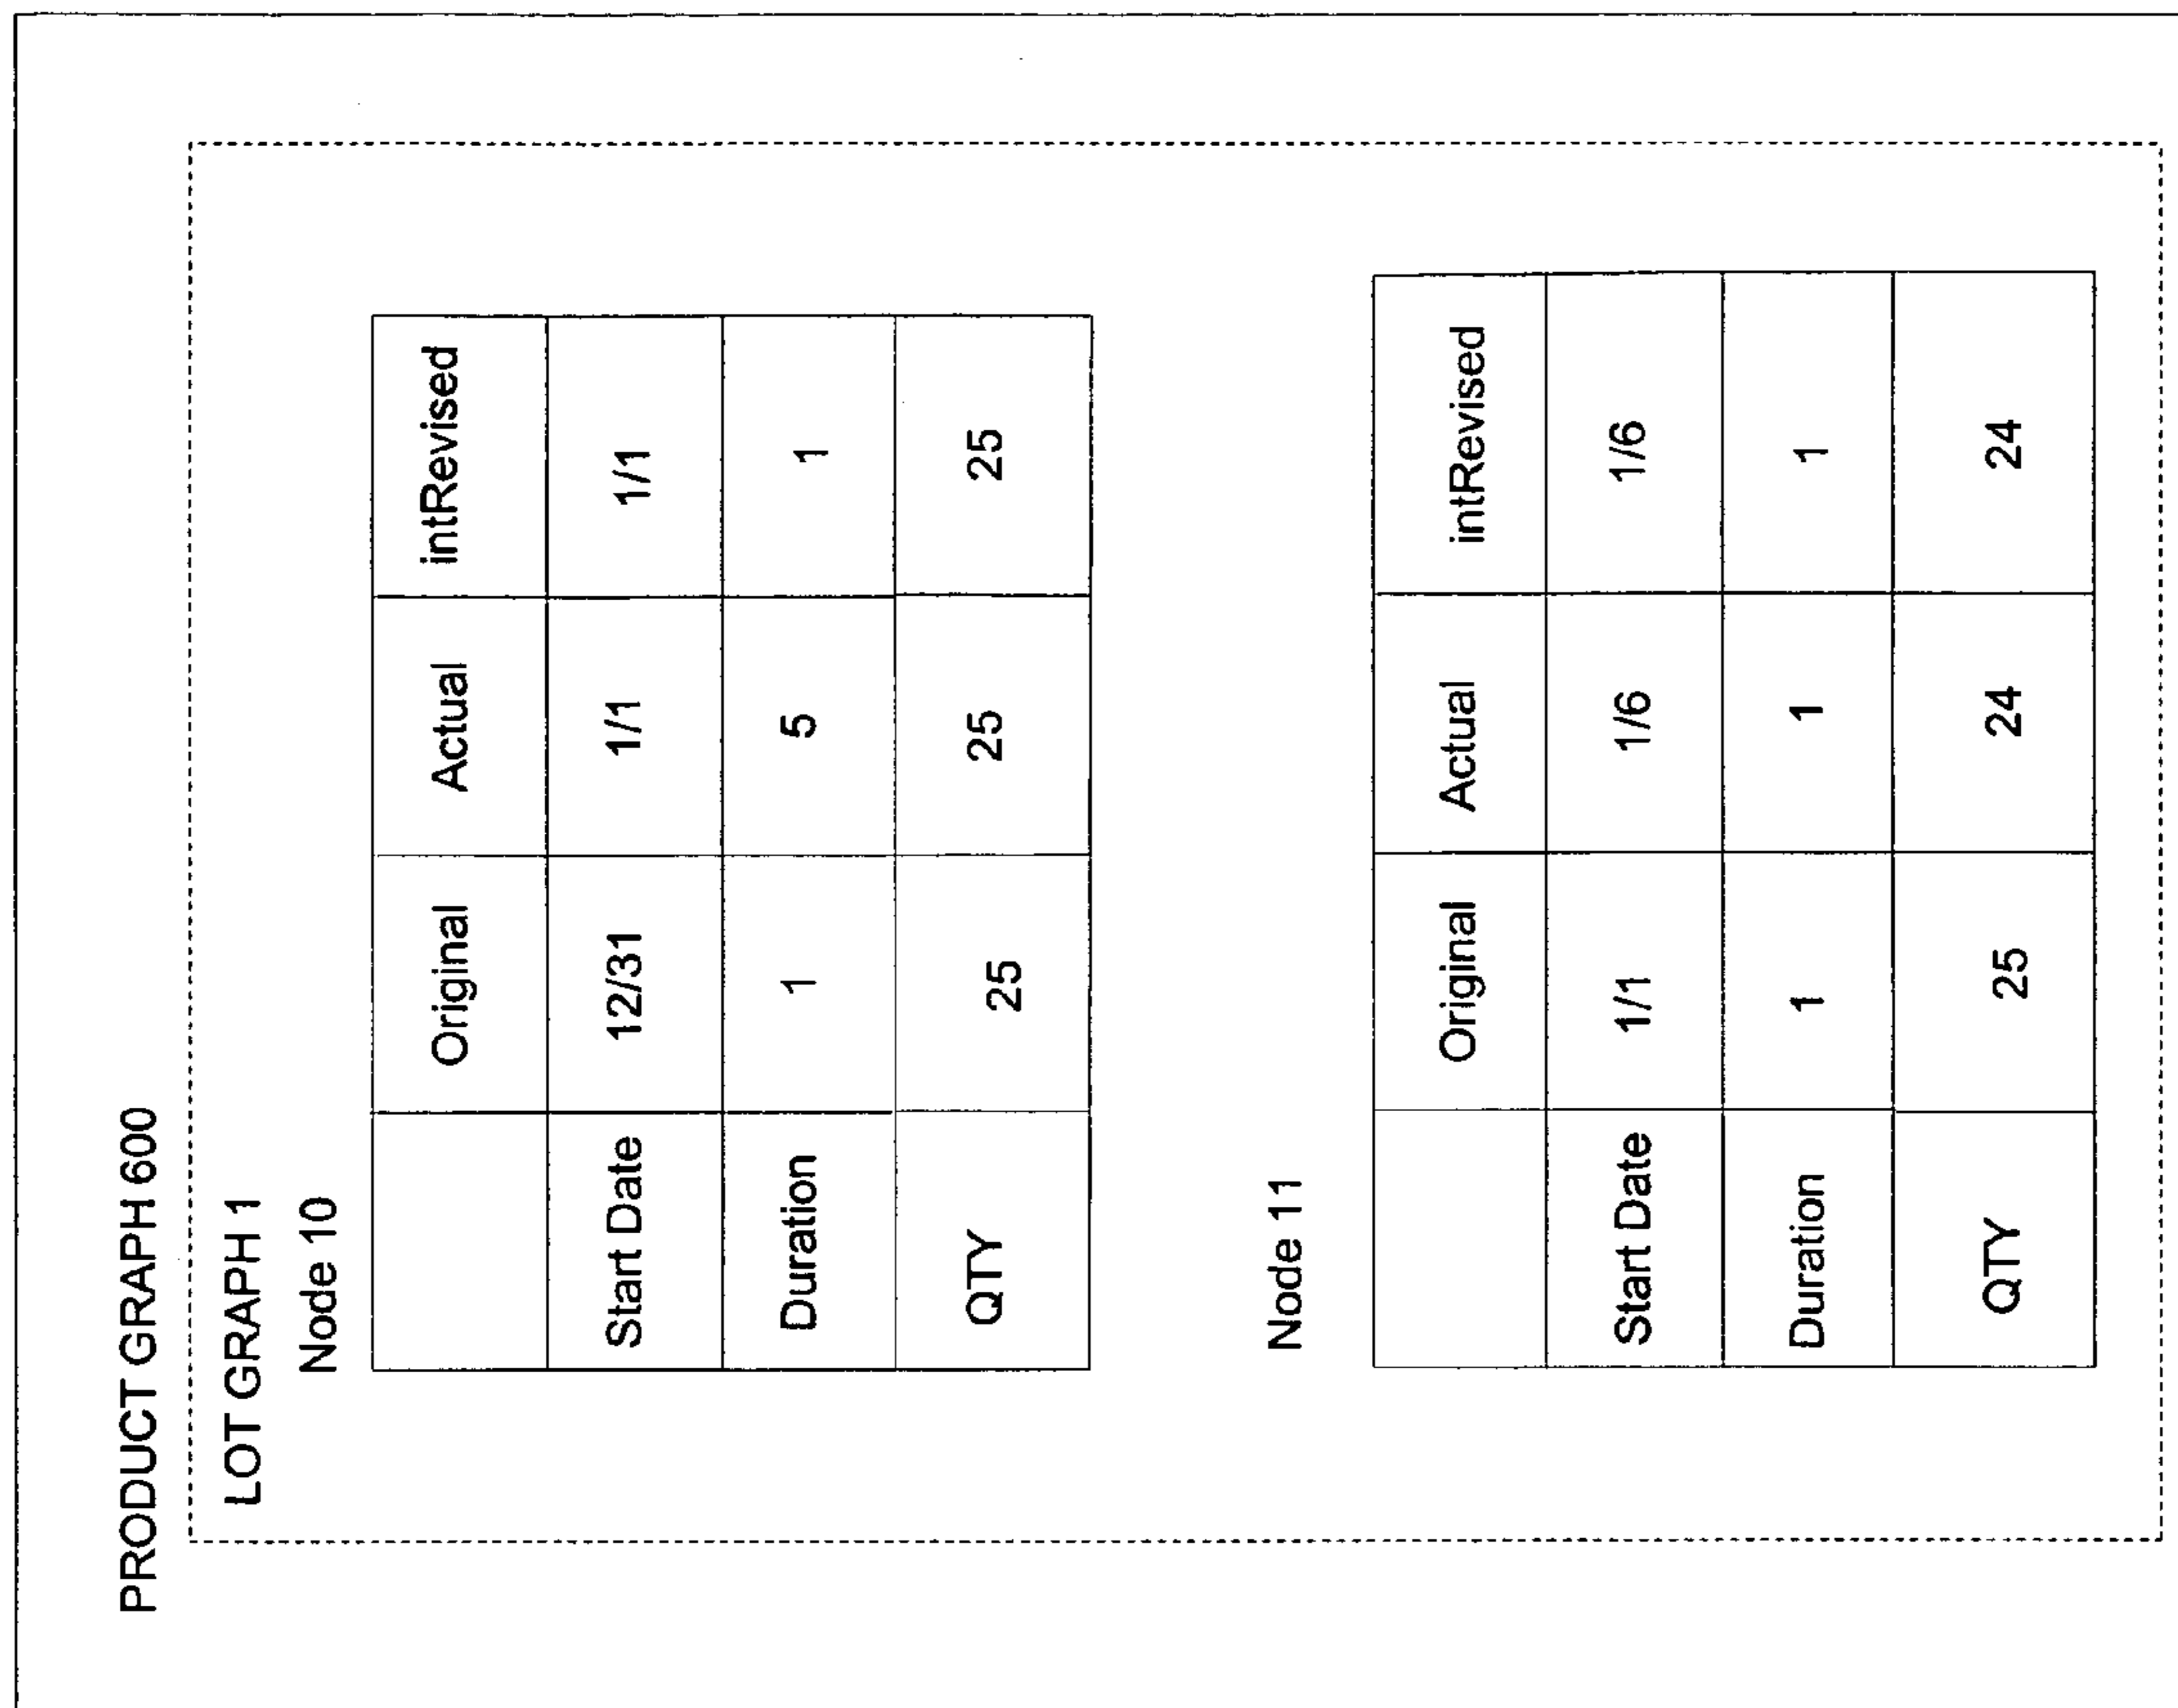 PRODUCT GRAPH 600
LOT GRAPH 1
Node 10
Original Actual intRevised
Start Date 12/31 1/1 1/1
Duration 1 5 1
QTY 25 25 25
Node 11
Original Actual intRevised
Start Date 1/1 1/6 1/6
Duration 1 1 1
QTY 25 24 24